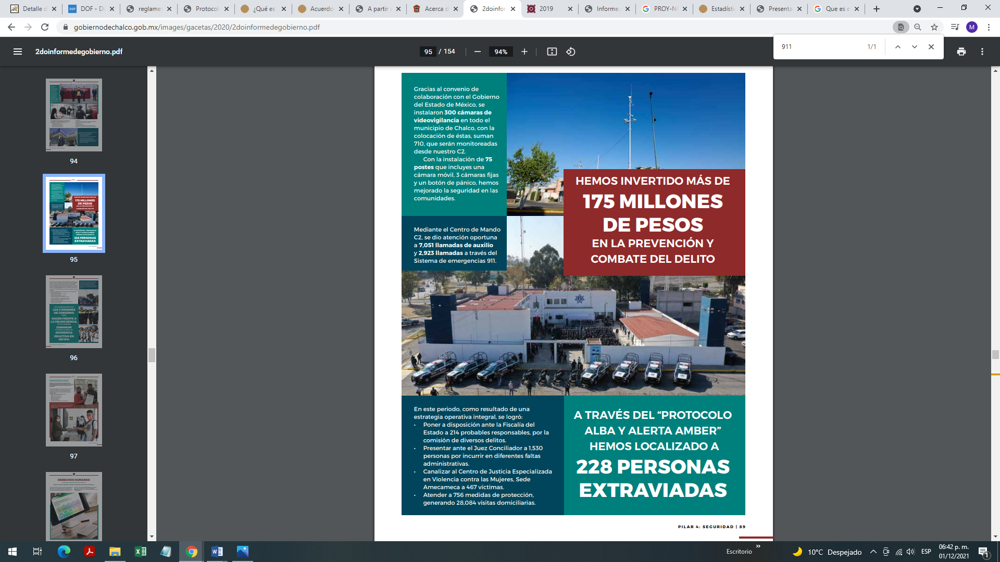 Detalle d
DOF - Di
reglame
Protocol
¿Qué es
Acuerdo
A partir
Acerca d
2doinfor
2019
Informe.
PROY-N
Estadísti
Presenta
Que es e
gobiernodechalco.gob.mx/images/gacetas/2020/2doinformedegobierno.pdf
M
2doinformedegobierno.pdf
95 / 154
94%
911
1/1
94
95
96
97
DERECHOS HUMANOS
Gracias al convenio de
colaboración con el Gobierno
del Estado de México, se
instalaron 300 cámaras de
videovigilancia en todo el
municipio de Chalco, con la
colocación de éstas, suman
710, que serán monitoreadas
desde nuestro C2.
Con la instalación de 75
postes que incluyes una
cámara móvil, 3 cámaras fijas
y un botón de pánico, hemos
mejorado la seguridad en las
comunidades.
HEMOS INVERTIDO MÁS DE
175 MILLONES
DE PESOS
EN LA PREVENCIÓN Y
COMBATE DEL DELITO
Mediante el Centro de Mando
C2, se dio atención oportuna
a 7,051 llamadas de auxilio
y 2,923 llamadas a través del
Sistema de emergencias 911.
En este periodo, como resultado de una
estrategia operativa integral, se logró:
• Poner a disposición ante la Fiscalía del
Estado a 214 probables responsables, por la
comisión de diversos delitos.
• Presentar ante el Juez Conciliador a 1,530
personas por incurrir en diferentes faltas
administrativas.
• Canalizar al Centro de Justicia Especializada
en Violencia contra las Mujeres, Sede
Amecameca a 467 víctimas.
• Atender a 756 medidas de protección,
generando 28,084 visitas domiciliarias.
A TRAVÉS DEL “PROTOCOLO
ALBA Y ALERTA AMBER”
HEMOS LOCALIZADO A
228 PERSONAS
EXTRAVIADAS
PILAR 4: SEGURIDAD | 89
Escritorio
10°C Despejado
ESP
06:42 p. m.
01/12/2021
1